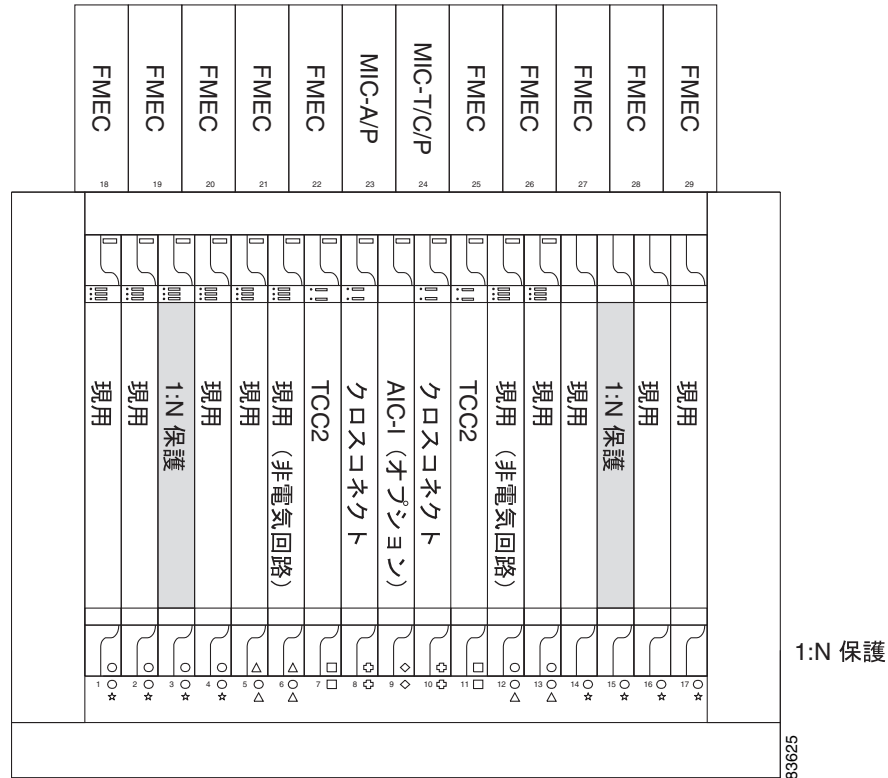 FMEC
FMEC
FMEC
FMEC
FMEC
MIC-A/P
MIC-T/C/P
FMEC
FMEC
FMEC
FMEC
FMEC
18
19
20
21
22
23
24
25
26
27
28
29
現用
現用
1:N 保護
現用
現用
現用 (非電気回路)
TCC2
クロスコネクト
AIC-I (オプション)
クロスコネクト
TCC2
現用 (非電気回路)
現用
現用
1:N 保護
現用
現用
1:N 保護
1
2
3
4
5
6
7
8
9
10
11
12
13
14
15
16
17
83625